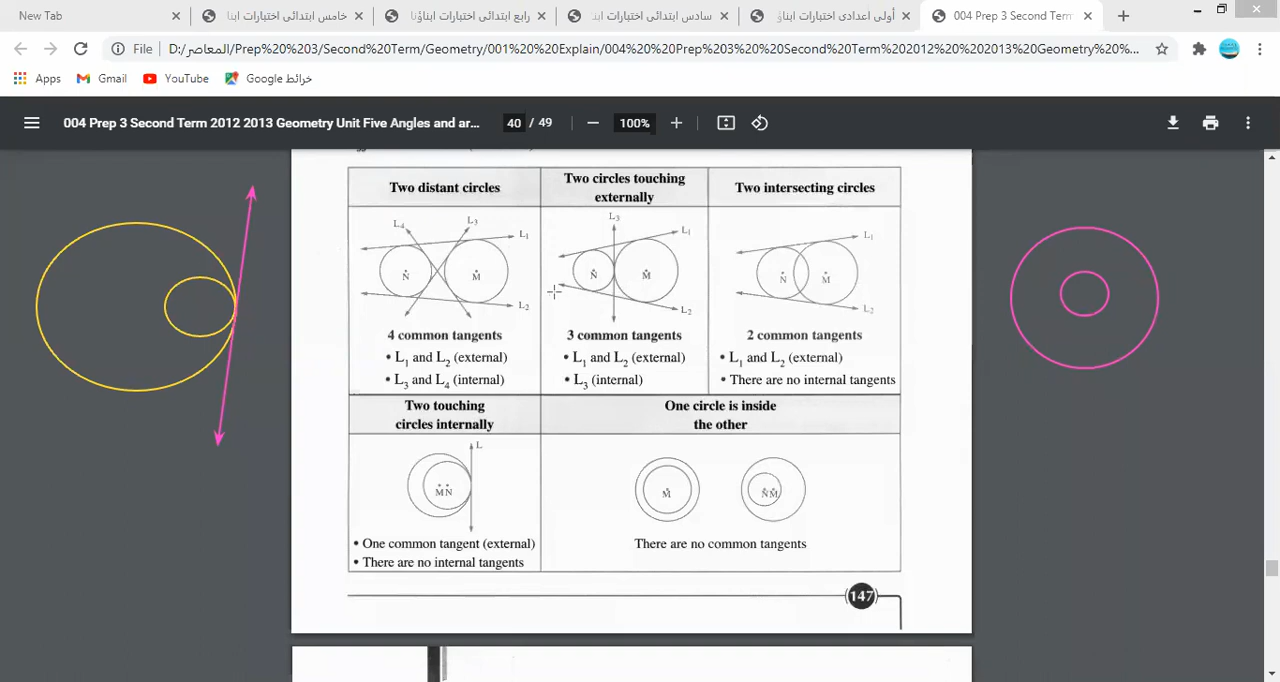 New Tab
خامس ابتدائى اختبارات ابنا
رابع ابتدائى اختبارات ابناؤنا
سادس ابتدائى اختبارات ابنـ
أولى اعدادى اختبارات ابناؤ
004 Prep 3 Second Term
File D:/المعاصر/Prep%203/Second%20Term/Geometry/001%20%20Explain/004%20%20Prep%203%20%20Second%20Term%202012%20%202013%20Geometry%20%...
Apps Gmail YouTube Google خرائط
004 Prep 3 Second Term 2012 2013 Geometry Unit Five Angles and ar... 40 / 49 100%
Two distant circles
L4 L3 L1
N M
L2
4 common tangents
• L1 and L2 (external)
• L3 and L4 (internal)
Two circles touching
externally
L3 L1
N M
L2
3 common tangents
• L1 and L2 (external)
• L3 (internal)
Two intersecting circles
L1
N M
L2
2 common tangents
• L1 and L2 (external)
• There are no internal tangents
Two touching
circles internally
L
M N
• One common tangent (external)
• There are no internal tangents
One circle is inside
the other
M N M
There are no common tangents
147